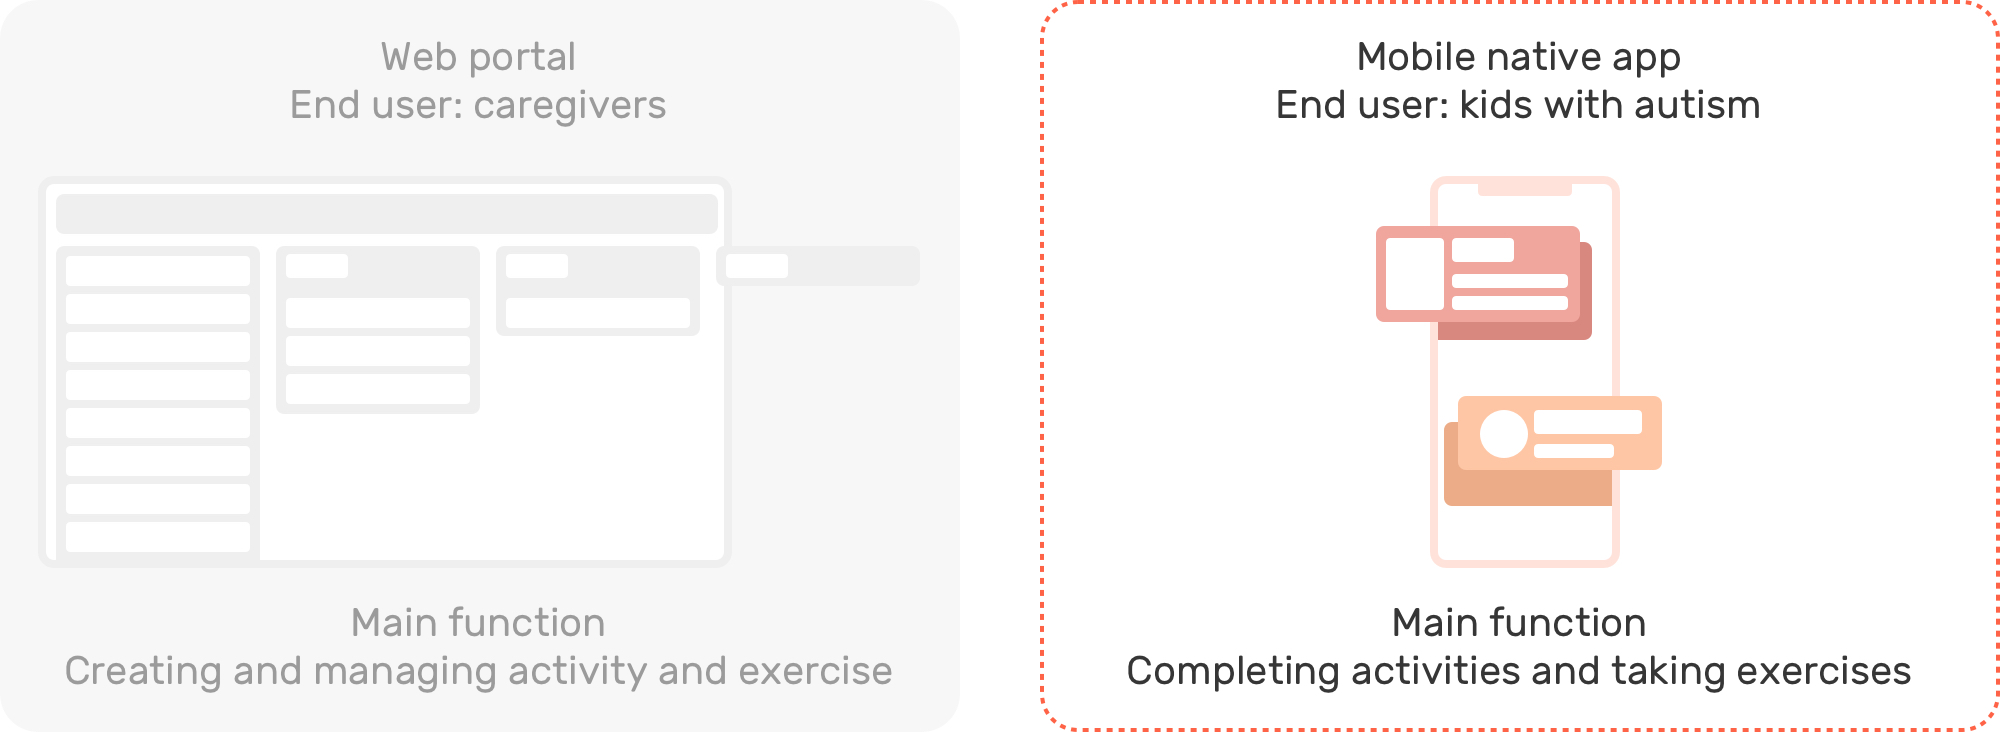 Web portal
End user: caregivers
Main function
Creating and managing activity and exercise
Mobile native app
End user: kids with autism
Main function
Completing activities and taking exercises